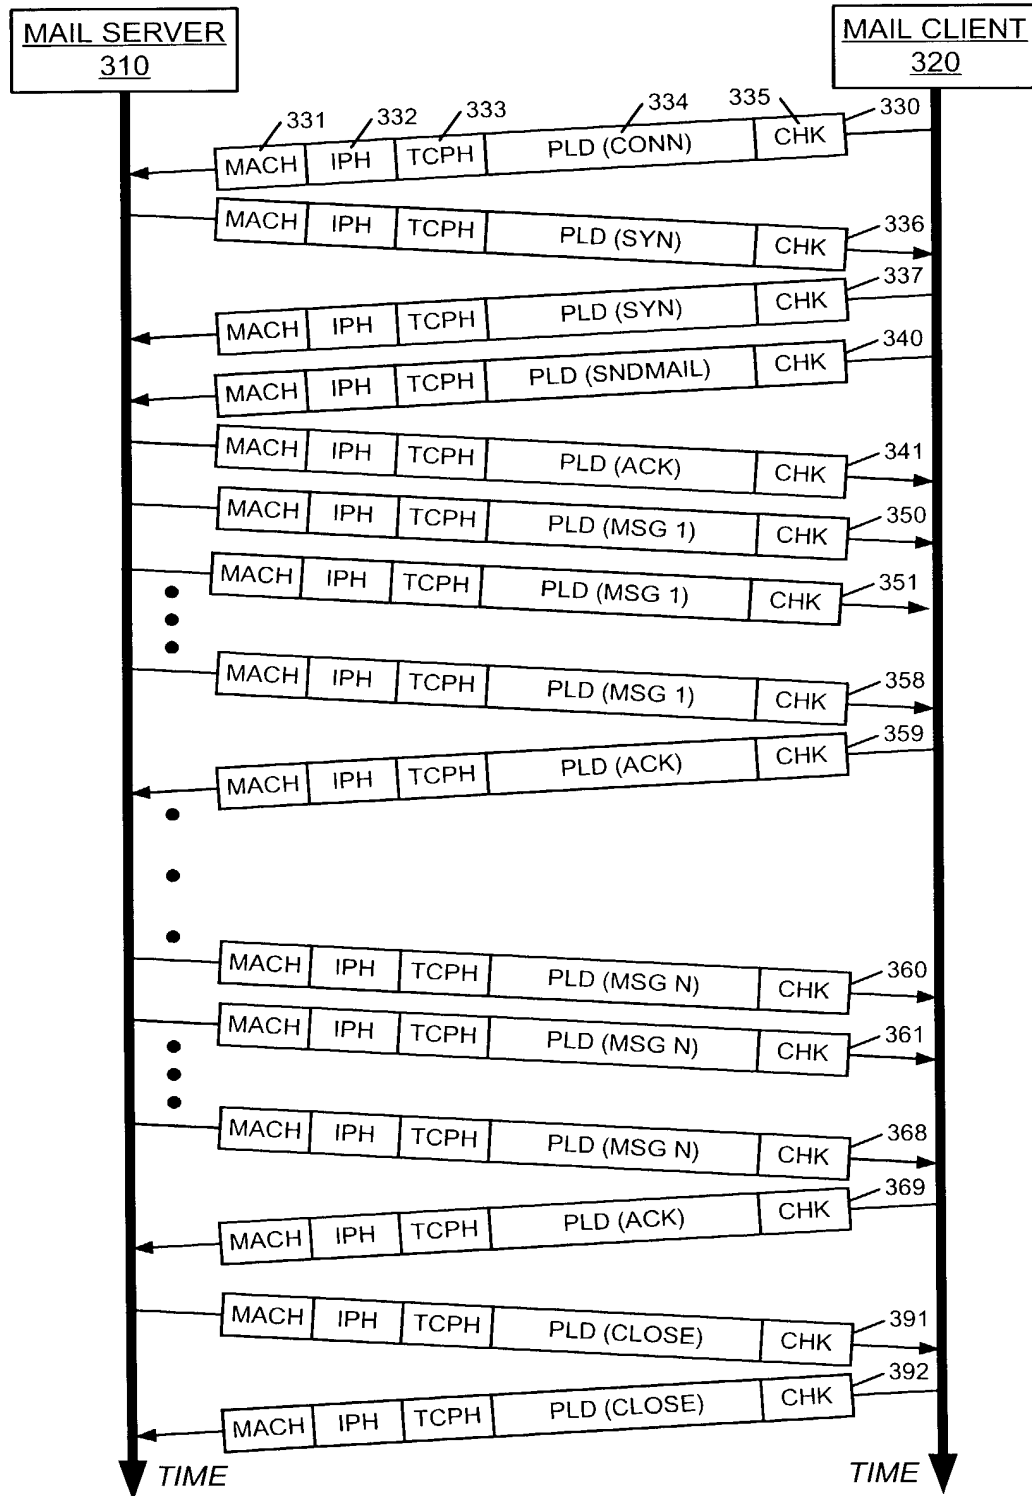 MAIL SERVER
310
MAIL CLIENT
320
331 332 333 334 335 330
MACH IPH TCPH PLD (CONN) CHK
MACH IPH TCPH PLD (SYN) CHK 336
MACH IPH TCPH PLD (SYN) CHK 337
MACH IPH TCPH PLD (SNDMAIL) CHK 340
MACH IPH TCPH PLD (ACK) CHK 341
MACH IPH TCPH PLD (MSG 1) CHK 350
MACH IPH TCPH PLD (MSG 1) CHK 351
MACH IPH TCPH PLD (MSG 1) CHK 358
MACH IPH TCPH PLD (ACK) CHK 359
MACH IPH TCPH PLD (MSG N) CHK 360
MACH IPH TCPH PLD (MSG N) CHK 361
MACH IPH TCPH PLD (MSG N) CHK 368
MACH IPH TCPH PLD (ACK) CHK 369
MACH IPH TCPH PLD (CLOSE) CHK 391
MACH IPH TCPH PLD (CLOSE) CHK 392
TIME TIME